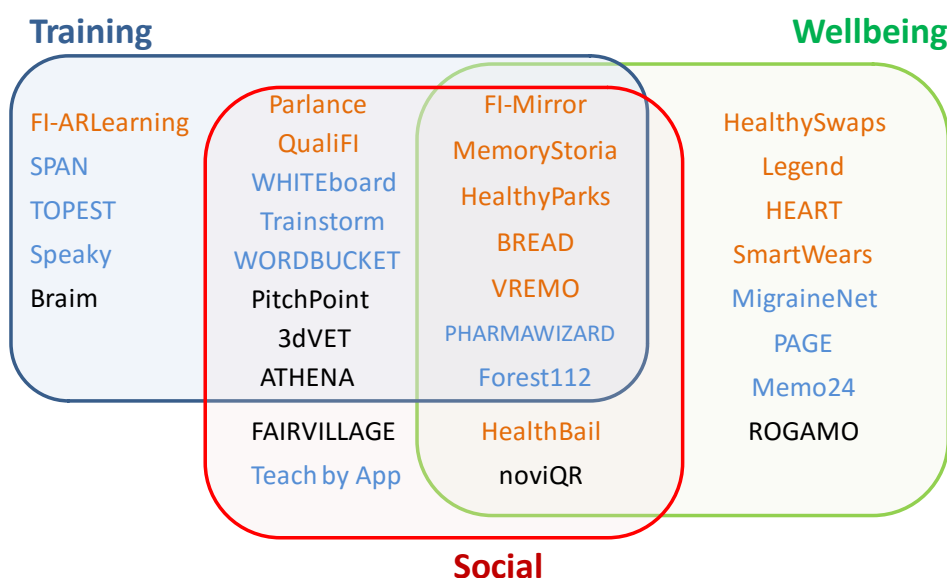 Training
Wellbeing
FI-ARLearning
SPAN
TOPEST
Speaky
Braim
Parlance
QualiFI
WHITEboard
Trainstorm
WORDBUCKET
PitchPoint
3dVET
ATHENA
FAIRVILLAGE
Teach by App
FI-Mirror
MemoryStoria
HealthyParks
BREAD
VREMO
PHARMAWIZARD
Forest112
HealthBail
noviQR
HealthySwaps
Legend
HEART
SmartWears
MigraineNet
PAGE
Memo24
ROGAMO
Social